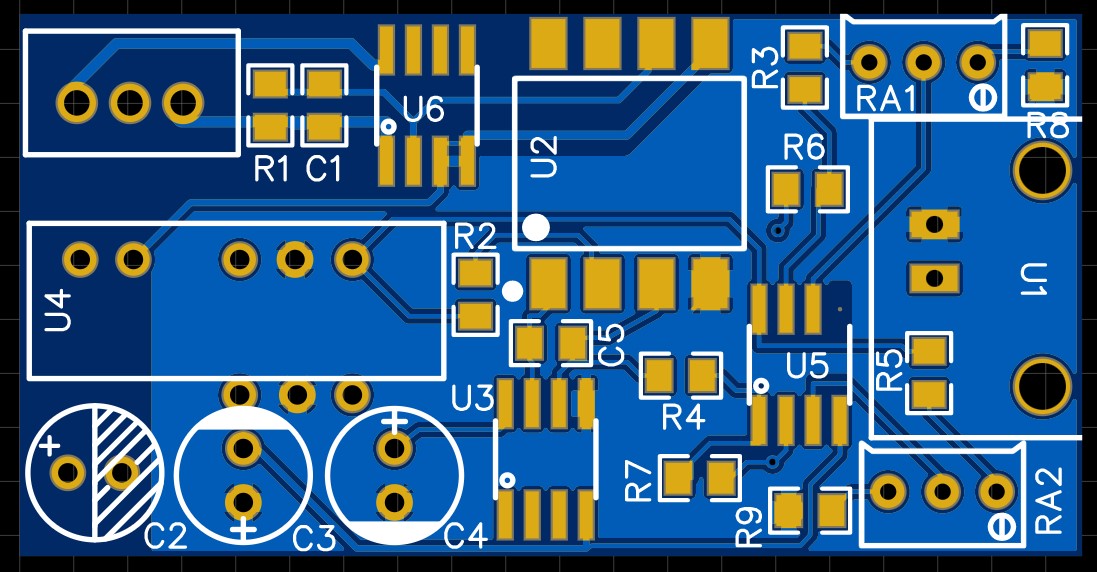 R3
RA1
R8
U6
R1
C1
U2
R6
R2
U4
U1
C5
U5
R5
U3
R4
R7
R9
RA2
+
+
+
C2
C3
C4